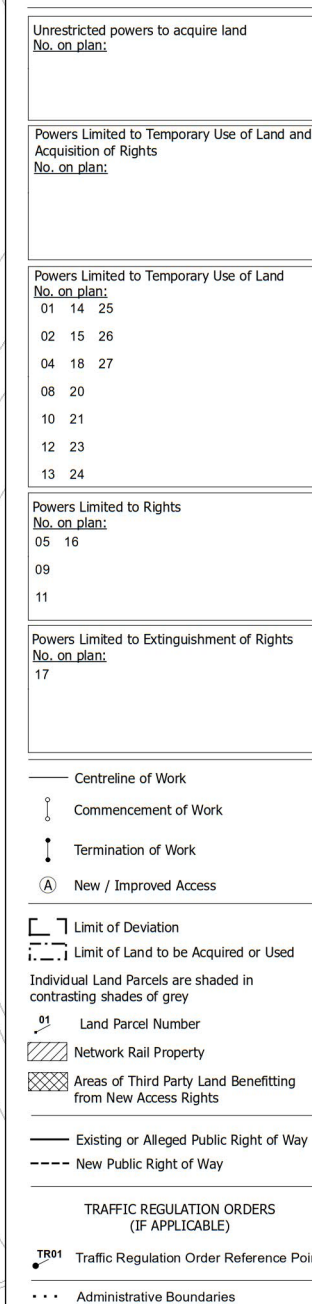 Unrestricted powers to acquire land
No. on plan:
Powers Limited to Temporary Use of Land and
Acquisition of Rights
No. on plan:
Powers Limited to Temporary Use of Land
No. on plan:
01 14 25
02 15 26
04 18 27
08 20
10 21
12 23
13 24
Powers Limited to Rights
No. on plan:
05 16
09
11
Powers Limited to Extinguishment of Rights
No. on plan:
17
Centreline of Work
Commencement of Work
Termination of Work
A New / Improved Access
Limit of Deviation
Limit of Land to be Acquired or Used
Individual Land Parcels are shaded in
contrasting shades of grey
01 Land Parcel Number
Network Rail Property
Areas of Third Party Land Benefitting
from New Access Rights
Existing or Alleged Public Right of Way
New Public Right of Way
TRAFFIC REGULATION ORDERS
(IF APPLICABLE)
TR01 Traffic Regulation Order Reference Poi
Administrative Boundaries